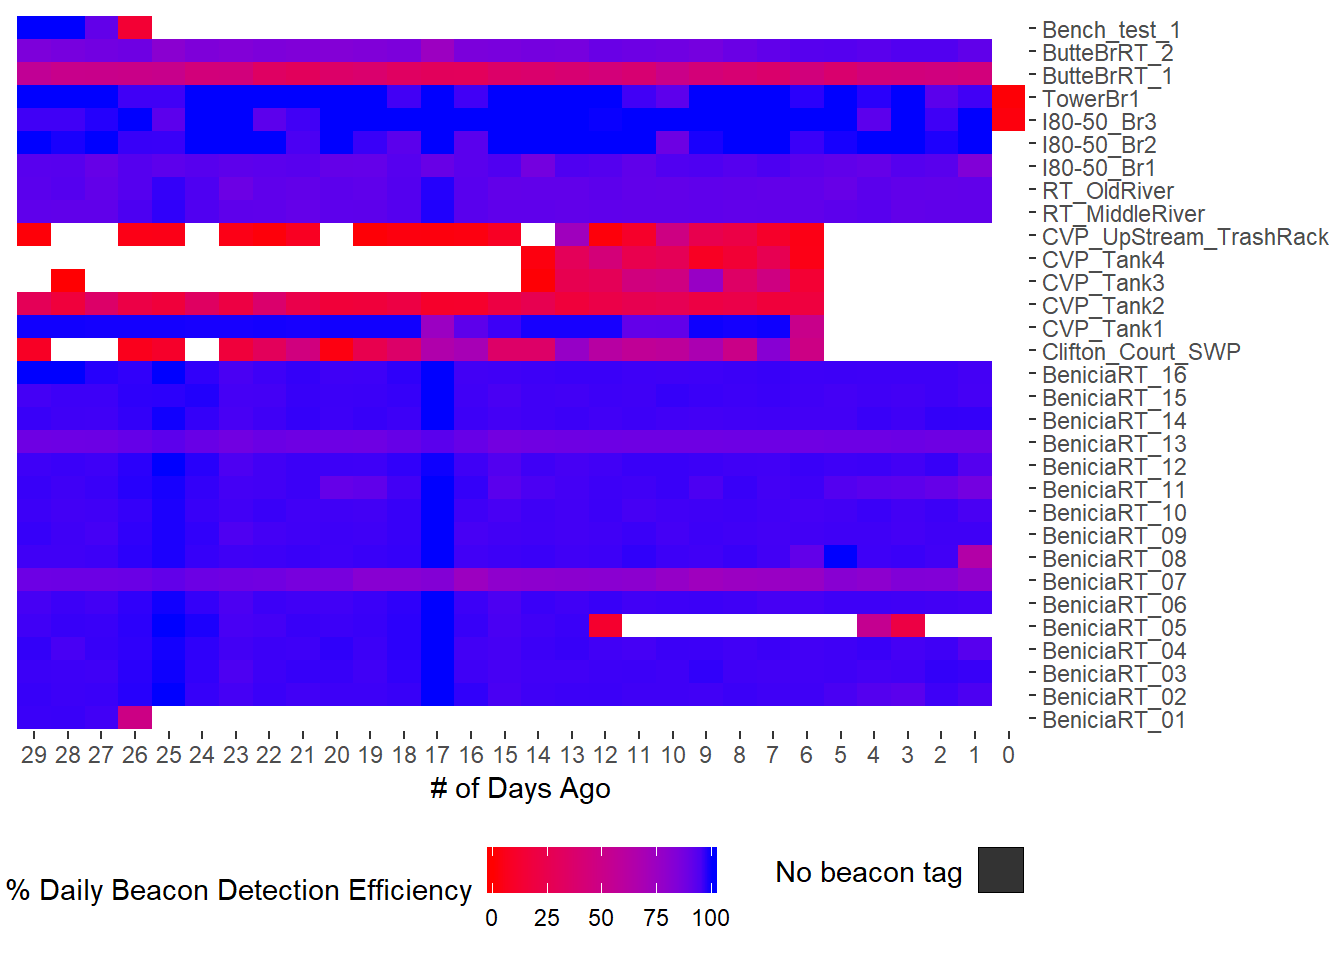 Bench_test_1
ButteBrRT_2
ButteBrRT_1
TowerBr1
I80-50_Br3
I80-50_Br2
I80-50_Br1
RT_OldRiver
RT_MiddleRiver
CVP_UpStream_TrashRack
CVP_Tank4
CVP_Tank3
CVP_Tank2
CVP_Tank1
Clifton_Court_SWP
BeniciaRT_16
BeniciaRT_15
BeniciaRT_14
BeniciaRT_13
BeniciaRT_12
BeniciaRT_11
BeniciaRT_10
BeniciaRT_09
BeniciaRT_08
BeniciaRT_07
BeniciaRT_06
BeniciaRT_05
BeniciaRT_04
BeniciaRT_03
BeniciaRT_02
BeniciaRT_01
29 28 27 26 25 24 23 22 21 20 19 18 17 16 15 14 13 12 11 10 9 8 7 6 5 4 3 2 1 0
# of Days Ago
% Daily Beacon Detection Efficiency
0 25 50 75 100
No beacon tag